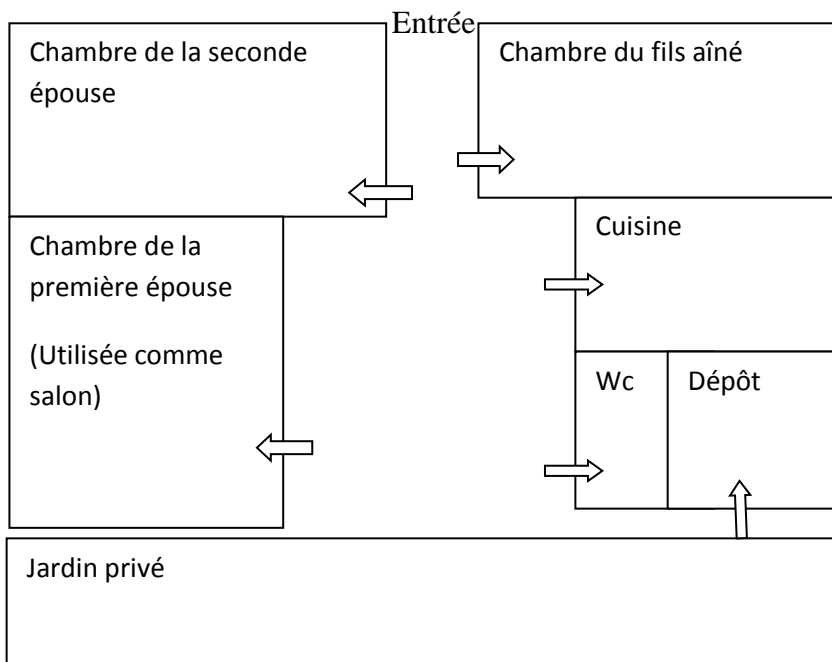 Entrée
Chambre de la seconde
épouse
Chambre du fils aîné
Cuisine
Chambre de la
première épouse
(Utilisée comme
salon)
Wc
Dépôt
Jardin privé